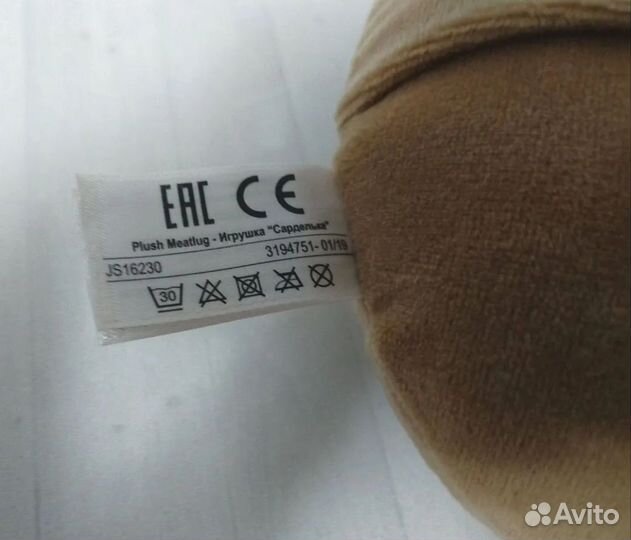 EAC CE
Plush Meatlug - Игрушка "Сарделька"
JS16230 3194751- 01/19
30
Avito